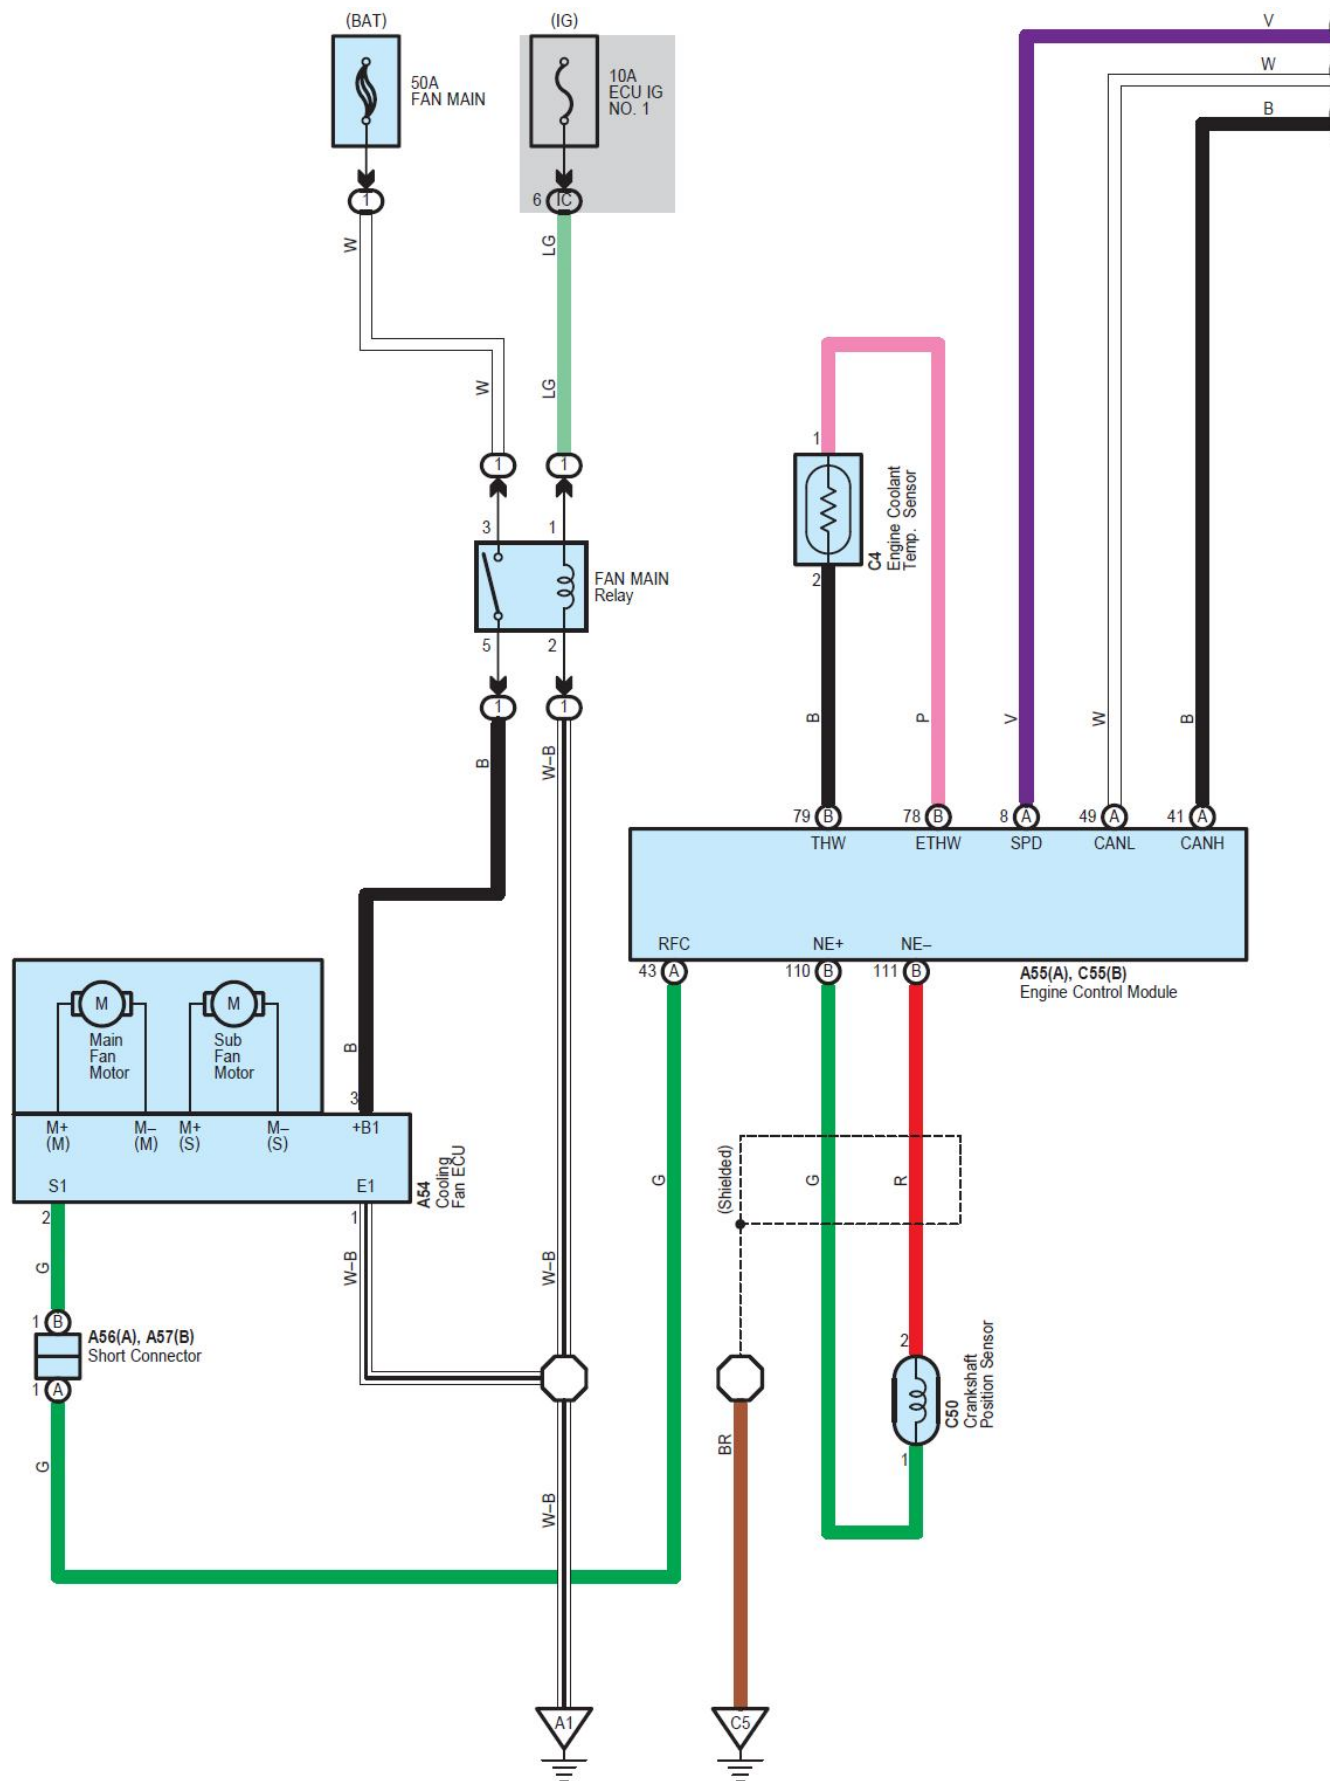 (BAT)
(IG)
V
50A
FAN MAIN
10A
ECU IG
NO. 1
W
B
1
6
IC
W
LG
W
LG
1
1
3
1
FAN MAIN
Relay
5
2
1
1
B
W–B
1
C4
Engine Coolant
Temp. Sensor
2
B
P
V
W
B
79
B
78
B
8
A
49
A
41
A
THW
ETHW
SPD
CANL
CANH
RFC
NE+
NE–
43
A
110
B
111
B
A55(A), C55(B)
Engine Control Module
M
M
Main
Fan
Motor
Sub
Fan
Motor
B
3
M+
(M)
M–
(M)
M+
(S)
M–
(S)
+B1
S1
E1
A54
Cooling
Fan ECU
2
1
G
W–B
W–B
G
(Shielded)
G
R
1
B
A56(A), A57(B)
Short Connector
1
A
G
W–B
BR
2
C50
Crankshaft
Position Sensor
1
A1
C5